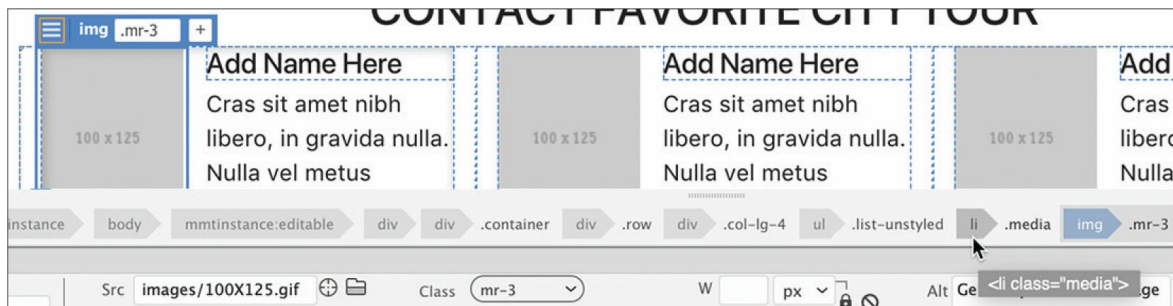 CONTACT FAVORITE CITY TOUR
img .mr-3 +
Add Name Here
Cras sit amet nibh
libero, in gravida nulla.
Nulla vel metus
100 x 125
Add Name Here
Cras sit amet nibh
libero, in gravida nulla.
Nulla vel metus
100 x 125
Add
Cras
Nulla
100 x 125
instance body mmtinstance:editable div div .container div .row div .col-lg-4 ul .list-unstyled li .media img .mr-3
Src images/100X125.gif Class mr-3 W px Alt
<li class="media">